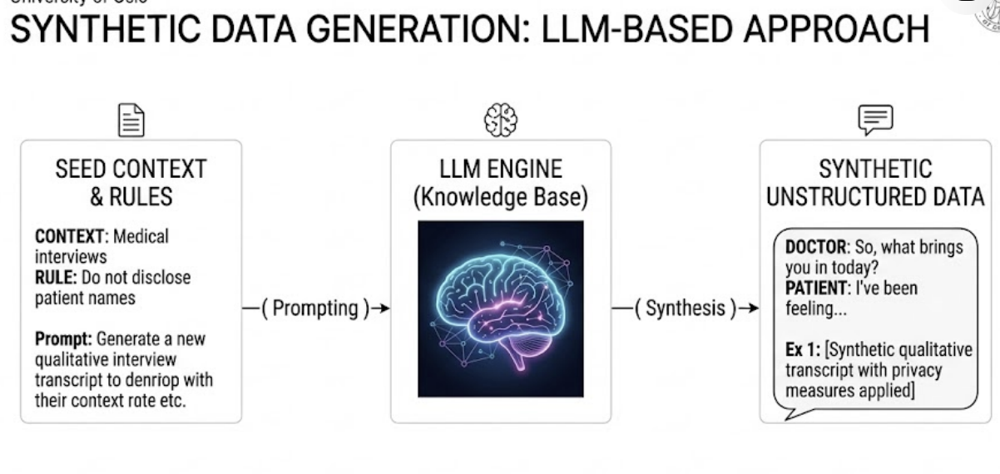 University of Oslo
SYNTHETIC DATA GENERATION: LLM-BASED APPROACH
SEED CONTEXT
& RULES
CONTEXT: Medical
interviews
RULE: Do not disclose
patient names
Prompt: Generate a new
qualitative interview
transcript to denriop with
their context rote etc.
( Prompting )
LLM ENGINE
(Knowledge Base)
( Synthesis )
SYNTHETIC
UNSTRUCTURED DATA
DOCTOR: So, what brings
you in today?
PATIENT: I've been
feeling...
Ex 1: [Synthetic qualitative
transcript with privacy
measures applied]